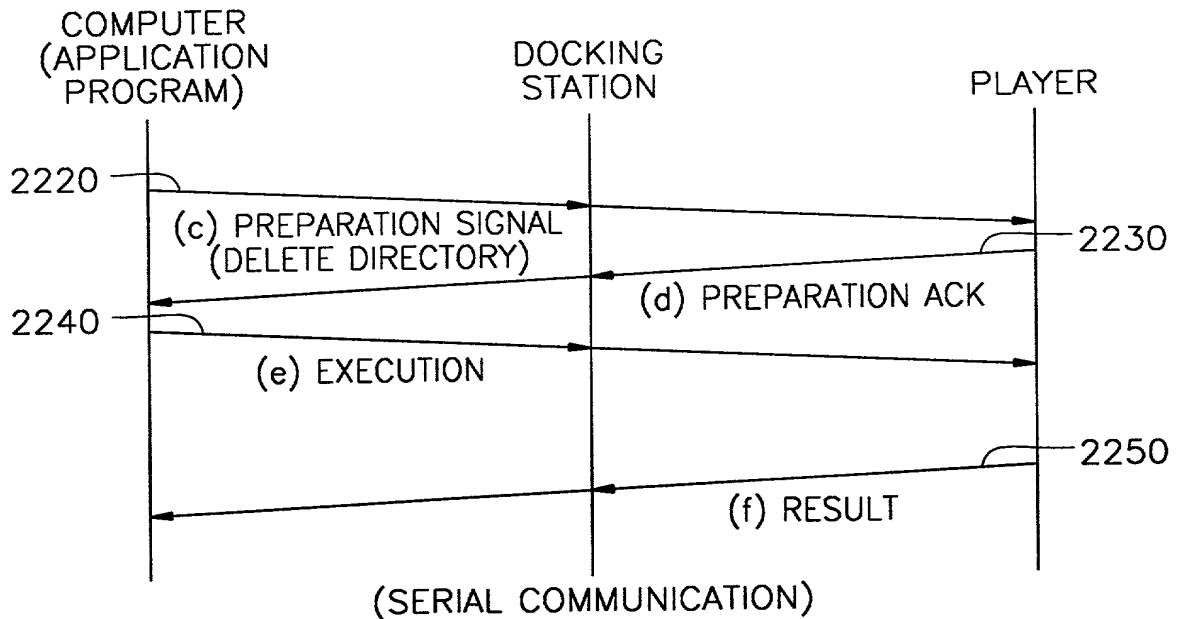 COMPUTER
(APPLICATION
PROGRAM)
DOCKING
STATION
PLAYER
2220
(c) PREPARATION SIGNAL
(DELETE DIRECTORY)
2230
(d) PREPARATION ACK
2240
(e) EXECUTION
2250
(f) RESULT
(SERIAL COMMUNICATION)